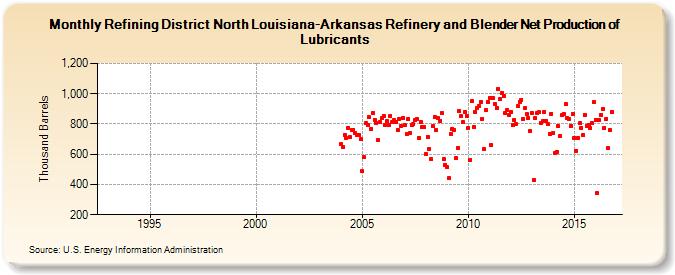 Monthly Refining District North Louisiana-Arkansas Refinery and Blender Net Production of
Lubricants
Thousand Barrels
1,200
1,000
800
600
400
200
1995
2000
2005
2010
2015
Source: U.S. Energy Information Administration